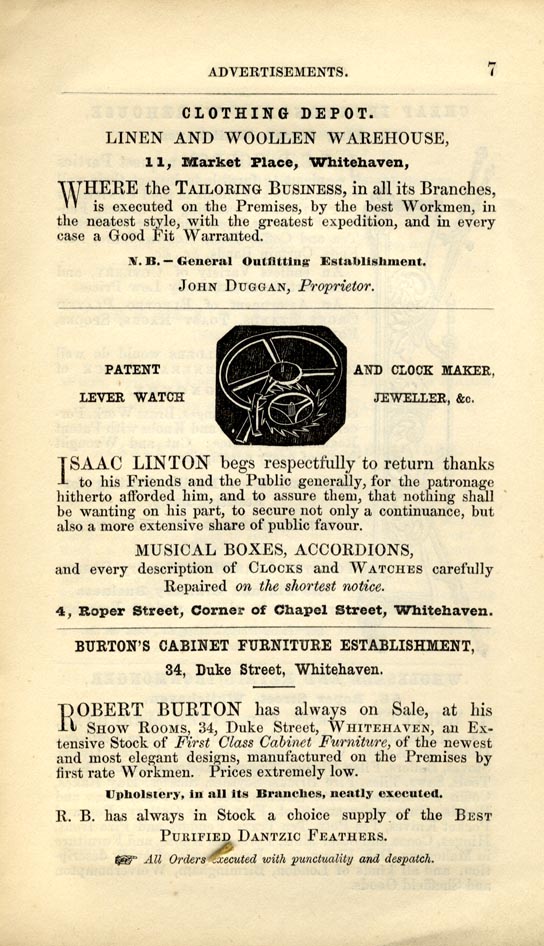 ADVERTISEMENTS. 7
CLOTHING DEPOT.
LINEN AND WOOLLEN WAREHOUSE,
11, Market Place, Whitehaven,
WHERE the TAILORING BUSINESS, in all its Branches,
is executed on the Premises, by the best Workmen, in
the neatest style, with the greatest expedition, and in every
case a Good Fit Warranted.
N.B.—General Outfitting Establishment.
JOHN DUGGAN, Proprietor.
PATENT
LEVER WATCH
AND CLOCK MAKER,
JEWELLER, &c.
ISAAC LINTON begs respectfully to return thanks
to his Friends and the Public generally, for the patronage
hitherto afforded him, and to assure them, that nothing shall
be wanting on his part, to secure not only a continuance, but
also a more extensive share of public favour.
MUSICAL BOXES, ACCORDIONS,
and every description of CLOCKS and WATCHES carefully
Repaired on the shortest notice.
4, Roper Street, Corner of Chapel Street, Whitehaven.
BURTON'S CABINET FURNITURE ESTABLISHMENT,
34, Duke Street, Whitehaven.
ROBERT BURTON has always on Sale, at his
SHOW ROOMS, 34, Duke Street, WHITEHAVEN, an Ex-
tensive Stock of First Class Cabinet Furniture, of the newest
and most elegant designs, manufactured on the Premises by
first rate Workmen. Prices extremely low.
Upholstery, in all its Branches, neatly executed.
R. B. has always in Stock a choice supply of the BEST
PURIFIED DANTZIC FEATHERS.
☞ All Orders executed with punctuality and despatch.